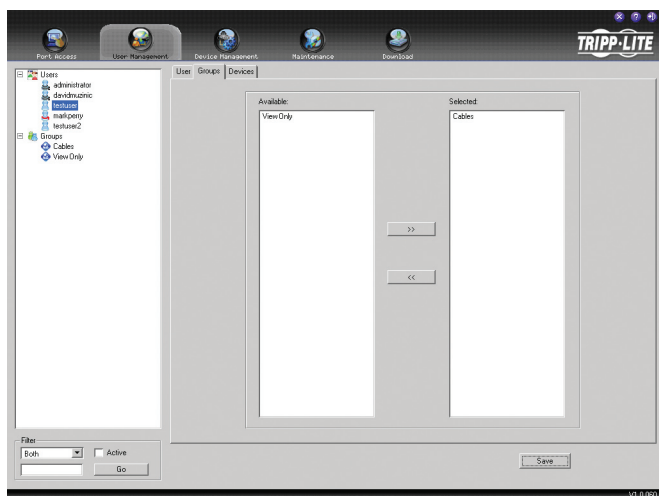 TRIPP·LITE
Port Access
User Management
Device Management
Maintenance
Download
Users
administrator
davidmuzinic
testuser
markperry
testuser2
Groups
Cables
View Only
User Groups Devices
Available:
Selected:
View Only
Cables
>>
<<
Filter
Both
Active
Go
Save
V1.0.060